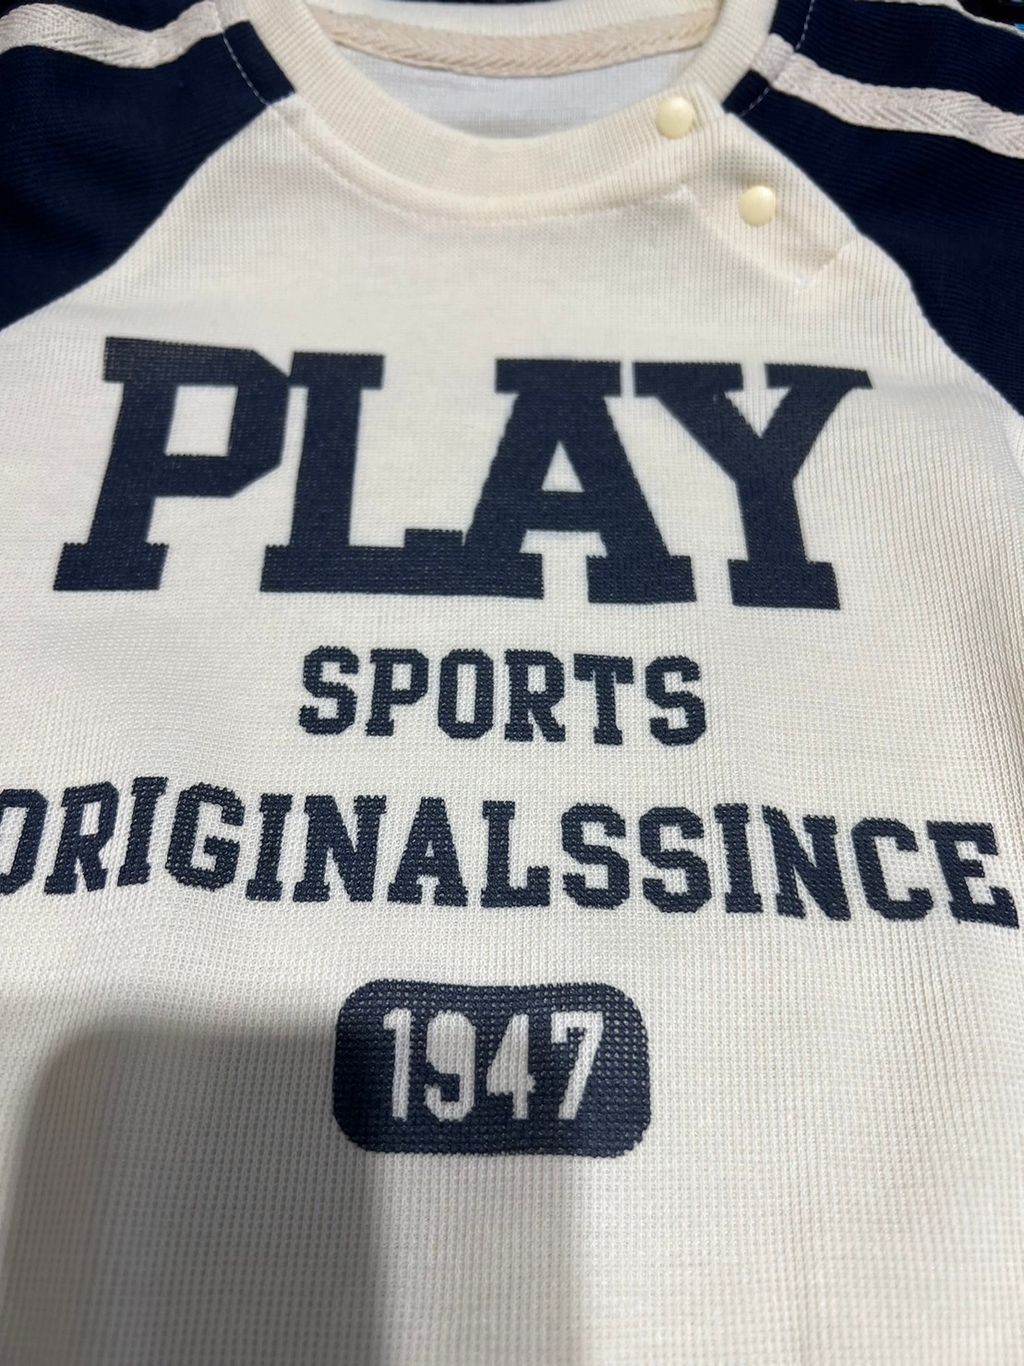 PLAY
SPORTS
ORIGINALSSINCE
1947